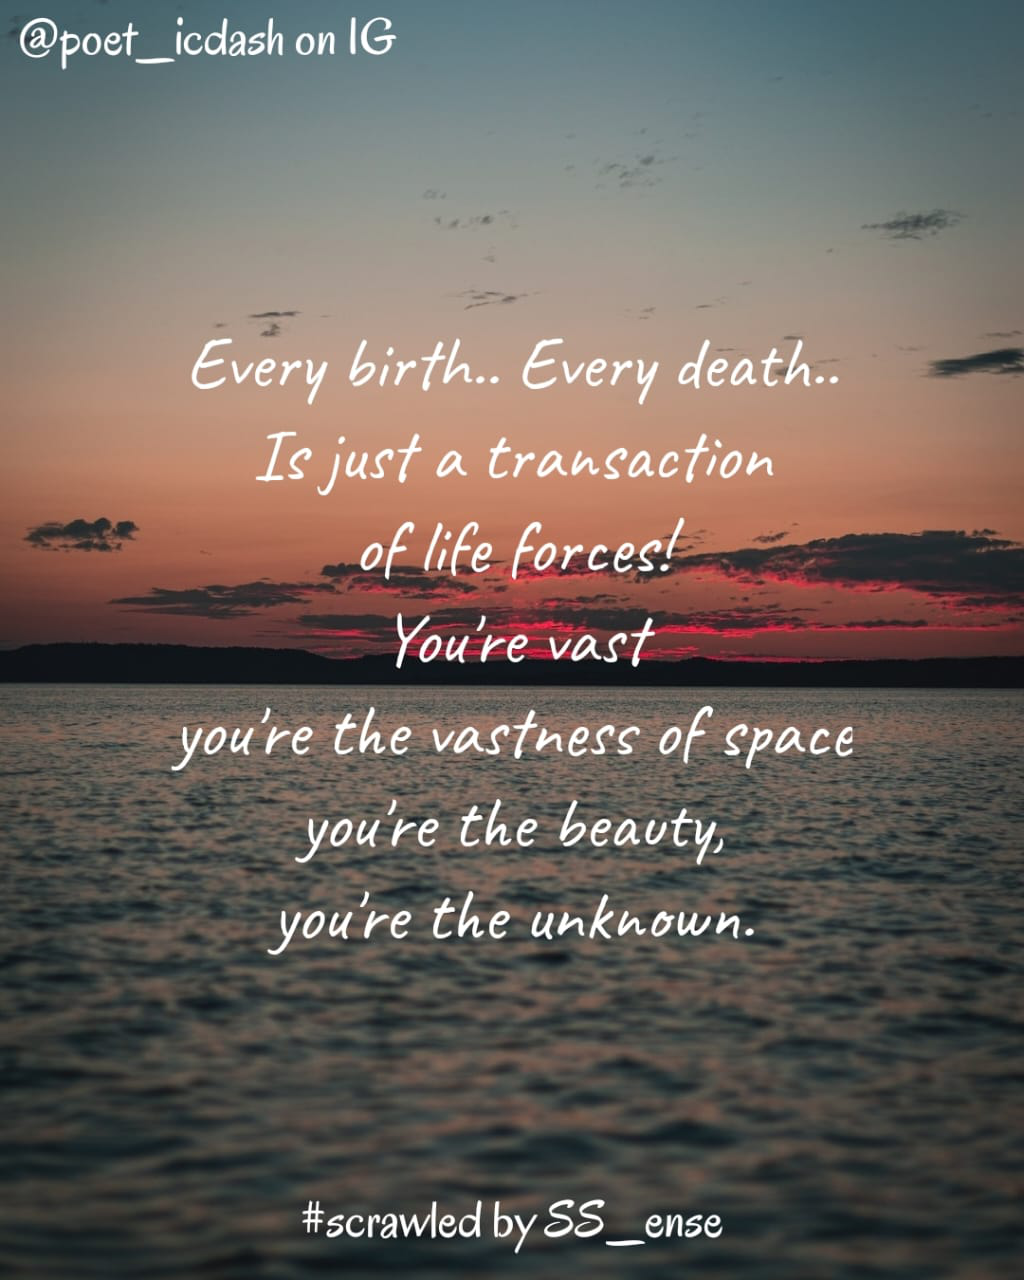 @poet_icdash on IG
Every birth.. Every death..
Is just a transaction
of life forces!
You're vast
you're the vastness of space
you're the beauty,
you're the unknown.
#scrawled by SS_ense